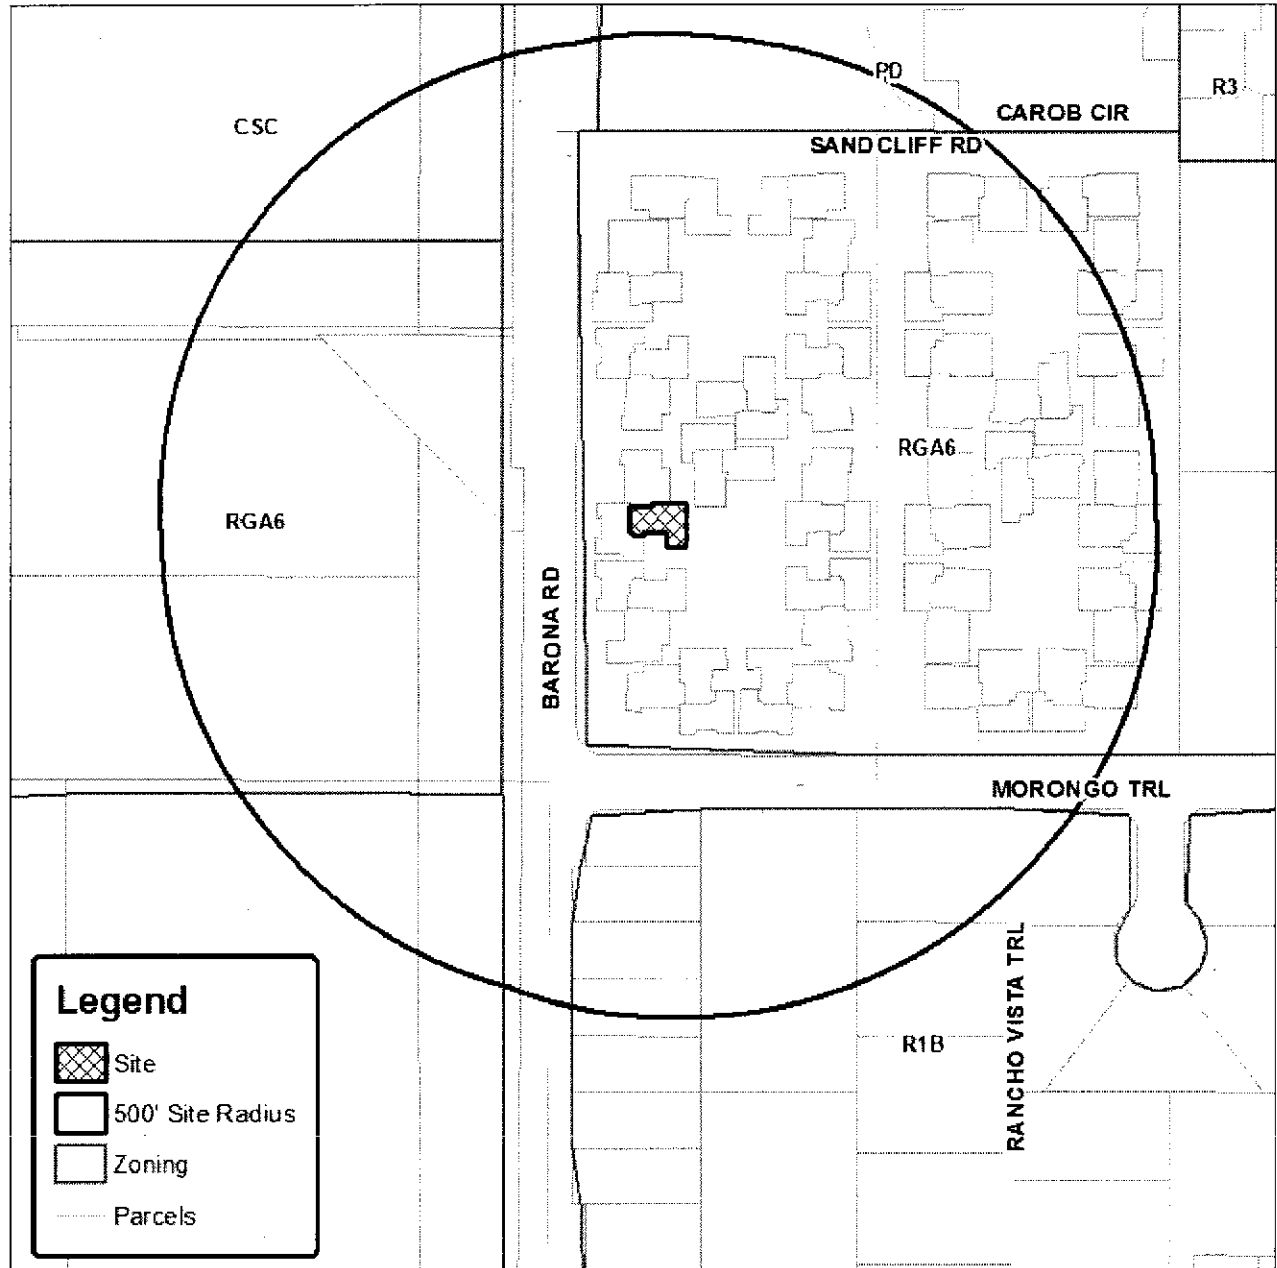 PD
R3
CSC
CAROB CIR
SANDCLIFF RD
RGA6
RGA6
BARONA RD
MORONGO TRL
RANCHO VISTA TRL
R1B
Legend
Site
500' Site Radius
Zoning
Parcels